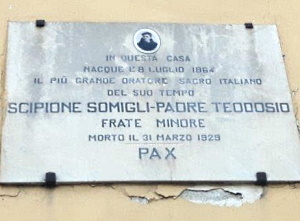 IN QUESTA CASA
NACQUE L'8 LUGLIO 1864
IL PIÙ GRANDE ORATORE SACRO ITALIANO
DEL SUO TEMPO
SCIPIONE SOMIGLI-PADRE TEODOSIO
FRATE MINORE
MORTO IL 31 MARZO 1929
PAX